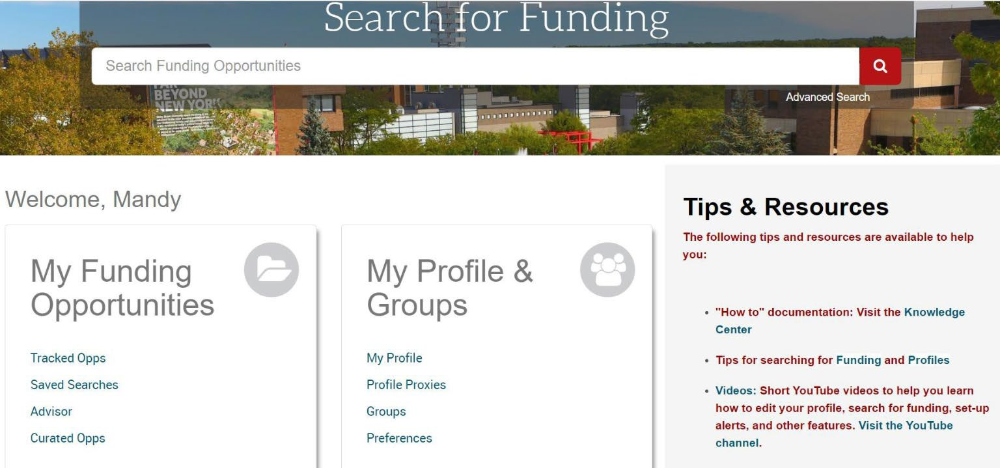 Search for Funding
Search Funding Opportunities
Advanced Search
BEYOND
NEW YORK
Welcome, Mandy
My Funding
Opportunities
Tracked Opps
Saved Searches
Advisor
Curated Opps
My Profile &
Groups
My Profile
Profile Proxies
Groups
Preferences
Tips & Resources
The following tips and resources are available to help
you:
"How to" documentation: Visit the Knowledge
Center
Tips for searching for Funding and Profiles
Videos: Short YouTube videos to help you learn
how to edit your profile, search for funding, set-up
alerts, and other features. Visit the YouTube
channel.